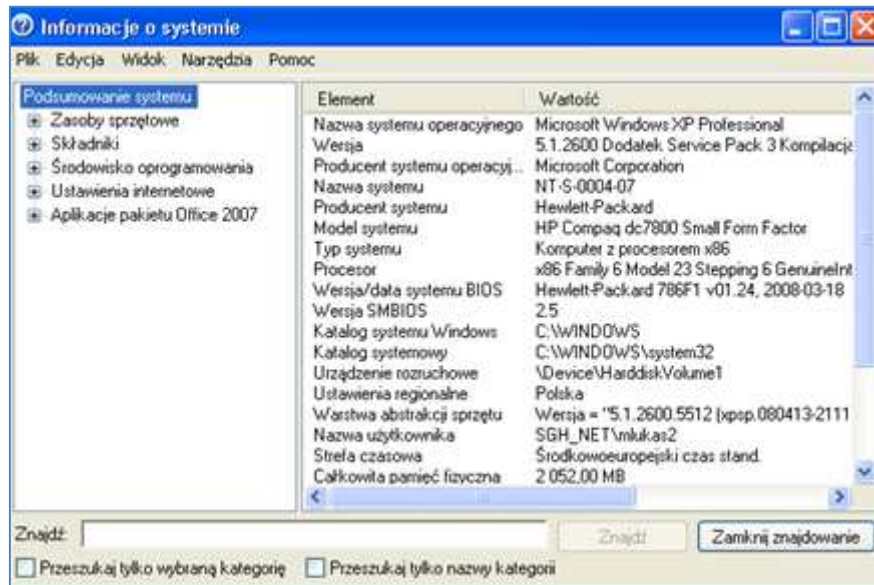 Informacje o systemie
Plik Edycja Widok Narzędzia Pomoc
Podsumowanie systemu
Zasoby sprzętowe
Składniki
Środowisko oprogramowania
Ustawienia internetowe
Aplikacje pakietu Office 2007
Element Wartość
Nazwa systemu operacyjnego Microsoft Windows XP Professional
Wersja 5.1.2600 Dodatek Service Pack 3 Kompilacja
Producent systemu operacyj... Microsoft Corporation
Nazwa systemu NT-S-0004-07
Producent systemu Hewlett-Packard
Model systemu HP Compaq dc7800 Small Form Factor
Typ systemu Komputer z procesorem x86
Procesor x86 Family 6 Model 23 Stepping 6 GenuineInt
Wersja/data systemu BIOS Hewlett-Packard 786F1 v01.24, 2008-03-18
Wersja SMBIOS 2.5
Katalog systemu Windows C:\WINDOWS
Katalog systemowy C:\WINDOWS\system32
Urządzenie rozruchowe \Device\HarddiskVolume1
Ustawienia regionalne Polska
Warstwa abstrakcji sprzętu Wersja = "5.1.2600.5512 (xpsp.080413-2111
Nazwa użytkownika SGH_NET\mlukas2
Strefa czasowa Środkowoeuropejski czas stand.
Całkowita pamięć fizyczna 2 052,00 MB
Znajdź: Znajdź Zamknij znajdowanie
Przeszukaj tylko wybraną kategorię Przeszukaj tylko nazwy kategorii